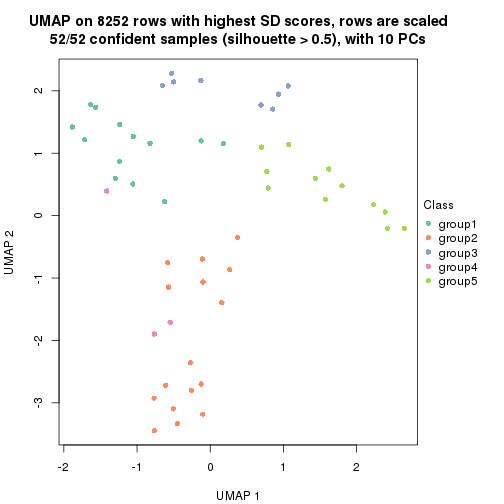 UMAP on 8252 rows with highest SD scores, rows are scaled
52/52 confident samples (silhouette > 0.5), with 10 PCs
UMAP 2
2
1
0
-1
-2
-3
-2
-1
0
1
2
UMAP 1
Class
group1
group2
group3
group4
group5